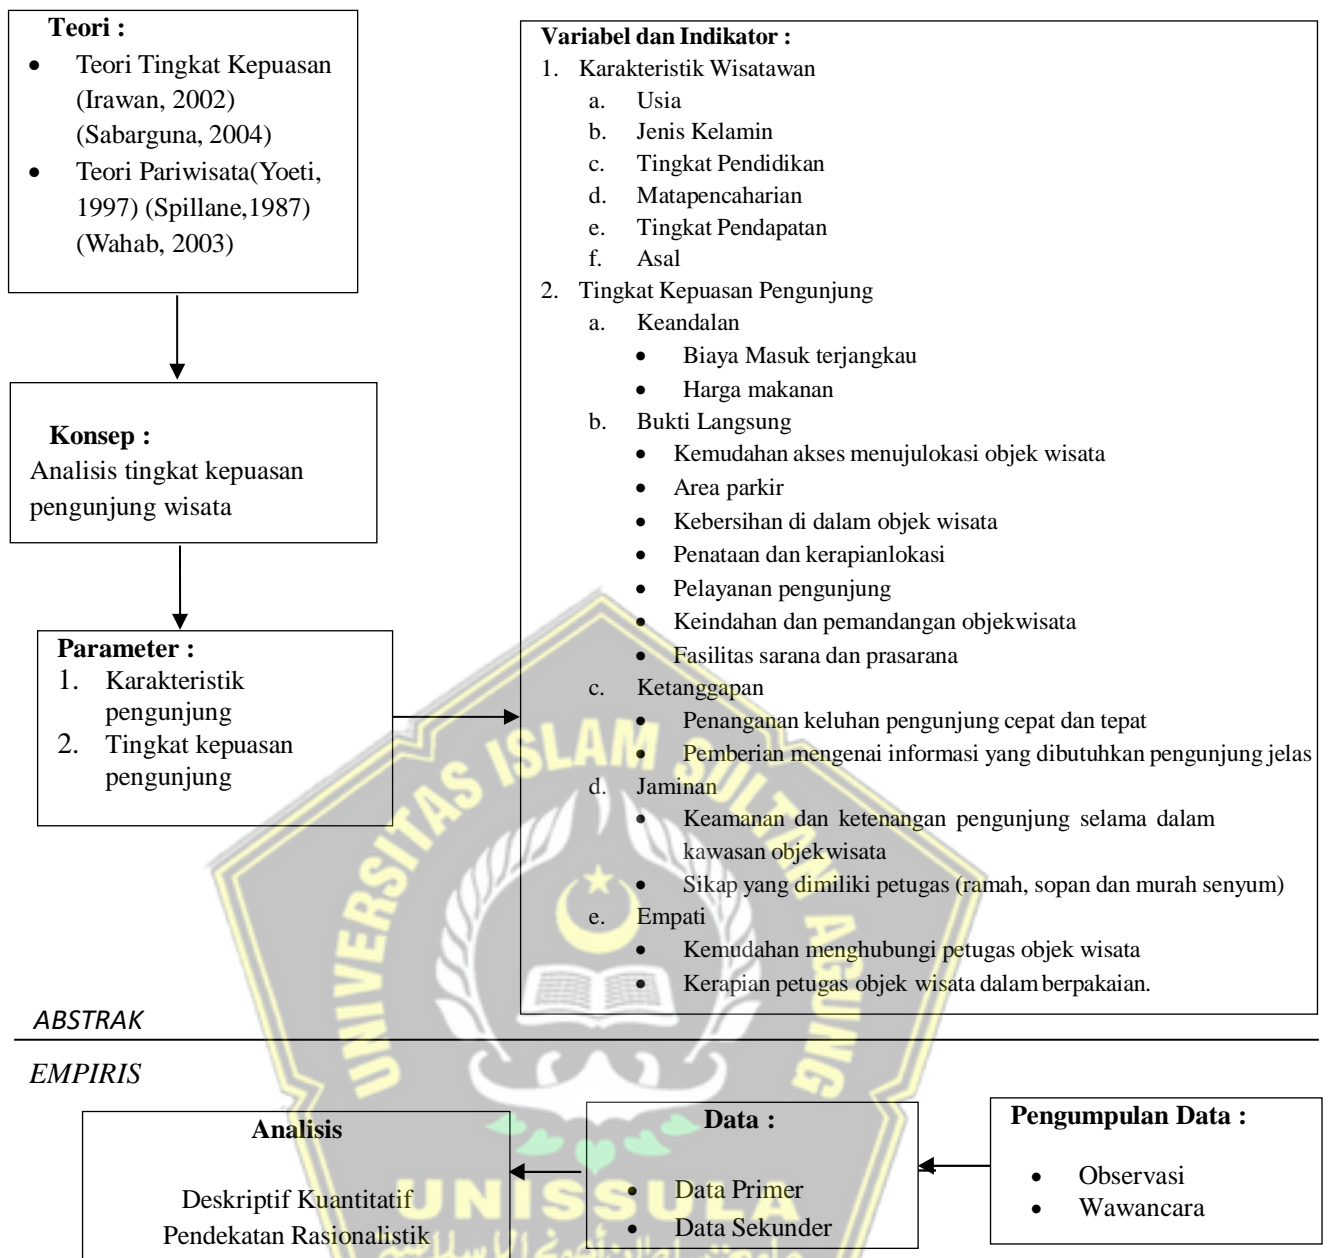 Teori :
• Teori Tingkat Kepuasan
(Irawan, 2002)
(Sabarguna, 2004)
• Teori Pariwisata(Yoeti,
1997) (Spillane,1987)
(Wahab, 2003)
Konsep :
Analisis tingkat kepuasan
pengunjung wisata
Parameter :
1. Karakteristik
pengunjung
2. Tingkat kepuasan
pengunjung
Variabel dan Indikator :
1. Karakteristik Wisatawan
a. Usia
b. Jenis Kelamin
c. Tingkat Pendidikan
d. Matapencaharian
e. Tingkat Pendapatan
f. Asal
2. Tingkat Kepuasan Pengunjung
a. Keandalan
• Biaya Masuk terjangkau
• Harga makanan
b. Bukti Langsung
• Kemudahan akses menujulokasi objek wisata
• Area parkir
• Kebersihan di dalam objek wisata
• Penataan dan kerapianlokasi
• Pelayanan pengunjung
• Keindahan dan pemandangan objekwisata
• Fasilitas sarana dan prasarana
c. Ketanggapan
• Penanganan keluhan pengunjung cepat dan tepat
• Pemberian mengenai informasi yang dibutuhkan pengunjung jelas
d. Jaminan
• Keamanan dan ketenangan pengunjung selama dalam
kawasan objekwisata
• Sikap yang dimiliki petugas (ramah, sopan dan murah senyum)
e. Empati
• Kemudahan menghubungi petugas objek wisata
• Kerapian petugas objek wisata dalam berpakaian.
ABSTRAK
EMPIRIS
Analisis
Deskriptif Kuantitatif
Pendekatan Rasionalistik
Data :
• Data Primer
• Data Sekunder
Pengumpulan Data :
• Observasi
• Wawancara
UNIVERSITAS ISLAM SULTAN AGUNG
UNISSULA